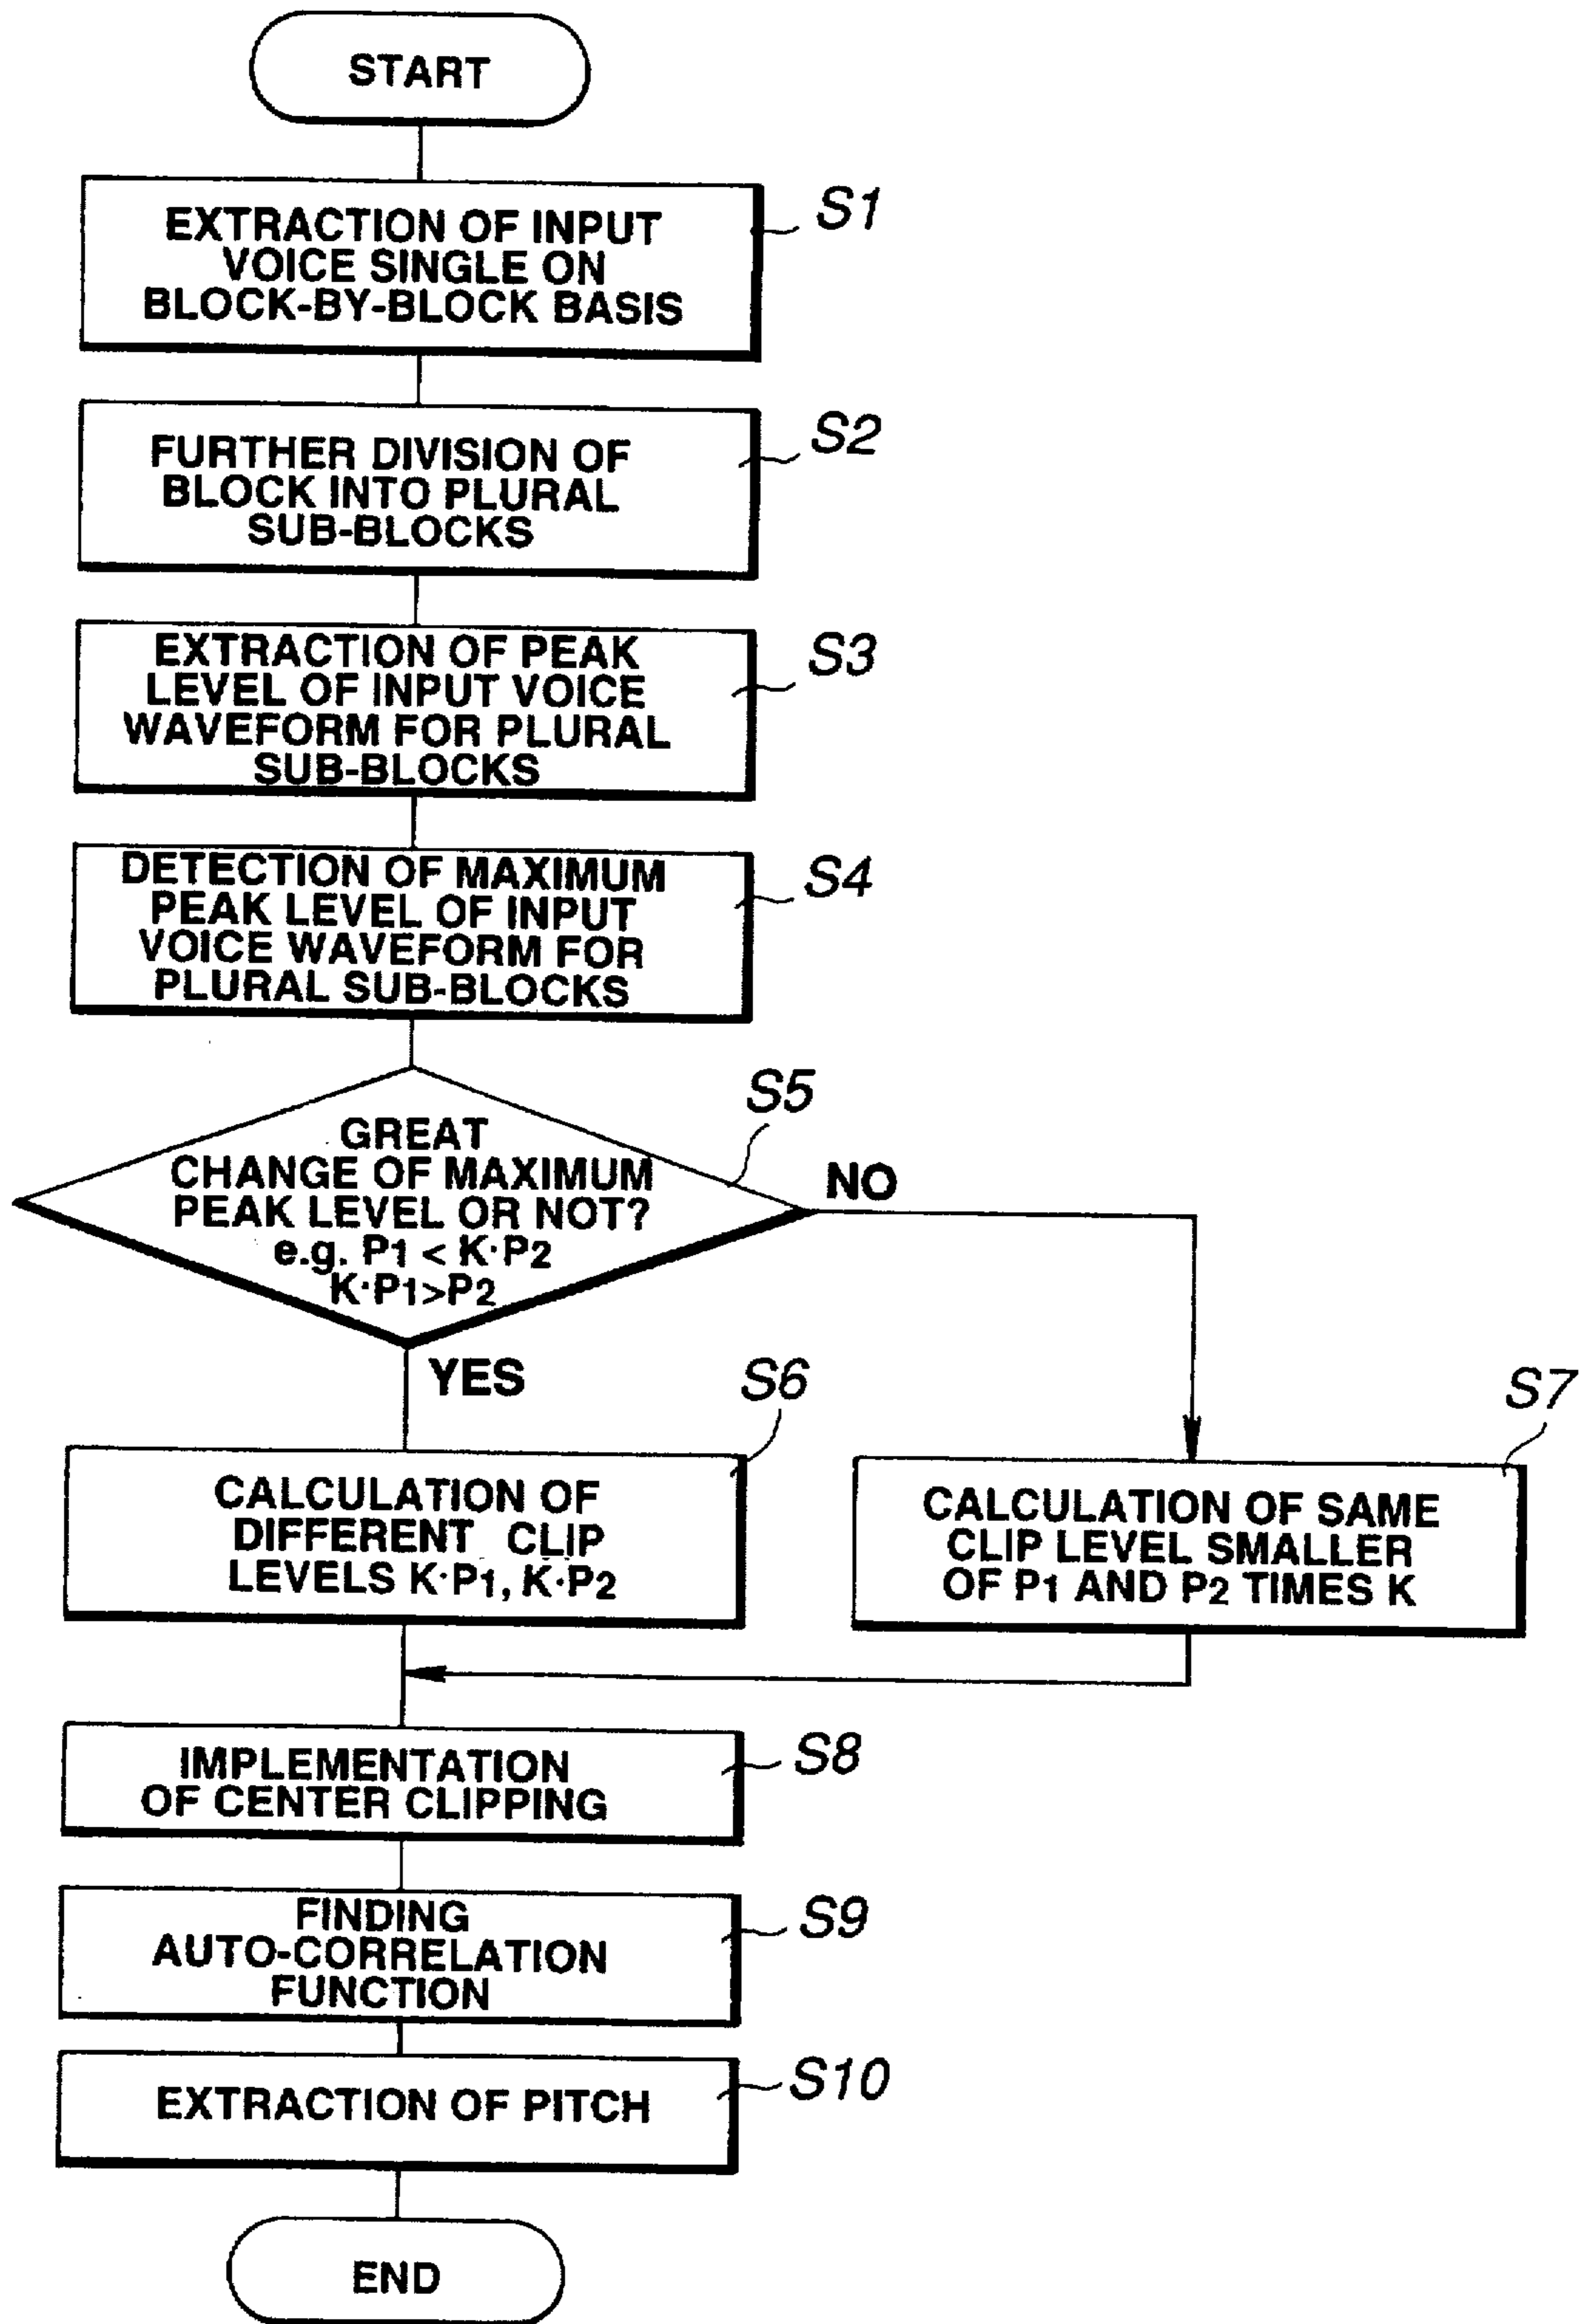 START
S1
EXTRACTION OF INPUT
VOICE SINGLE ON
BLOCK-BY-BLOCK BASIS
S2
FURTHER DIVISION OF
BLOCK INTO PLURAL
SUB-BLOCKS
S3
EXTRACTION OF PEAK
LEVEL OF INPUT VOICE
WAVEFORM FOR PLURAL
SUB-BLOCKS
S4
DETECTION OF MAXIMUM
PEAK LEVEL OF INPUT
VOICE WAVEFORM FOR
PLURAL SUB-BLOCKS
S5
GREAT
CHANGE OF MAXIMUM
PEAK LEVEL OR NOT?
e.g. P1 < K·P2
K·P1>P2
NO
YES
S6
CALCULATION OF
DIFFERENT CLIP
LEVELS K·P1, K·P2
S7
CALCULATION OF SAME
CLIP LEVEL SMALLER
OF P1 AND P2 TIMES K
S8
IMPLEMENTATION
OF CENTER CLIPPING
S9
FINDING
AUTO-CORRELATION
FUNCTION
S10
EXTRACTION OF PITCH
END